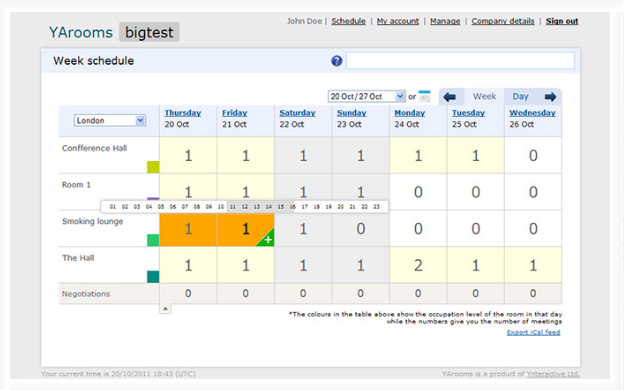 John Doe | Schedule | My account | Manage | Company details | Sign out
YArooms bigtest
Week schedule ?
20 Oct/27 Oct or Week Day
London Thursday Friday Saturday Sunday Monday Tuesday Wednesday
20 Oct 21 Oct 22 Oct 23 Oct 24 Oct 25 Oct 26 Oct
Confference Hall 1 1 1 1 1 1 0
Room 1 1 1 1 1 0 0 0
01 02 03 04 05 06 07 08 09 10 11 12 13 14 15 16 17 18 19 20 21 22 23
Smoking lounge 1 1 + 1 0 0 0 0
The Hall 1 1 1 1 2 1 1
Negotiations 0 0 0 0 0 0 0
*The colours in the table above show the occupation level of the room in that day
while the numbers give you the number of meetings
Export iCal feed
Your current time is 20/10/2011 18:43 (UTC) YArooms is a product of Ynteractive Ltd.